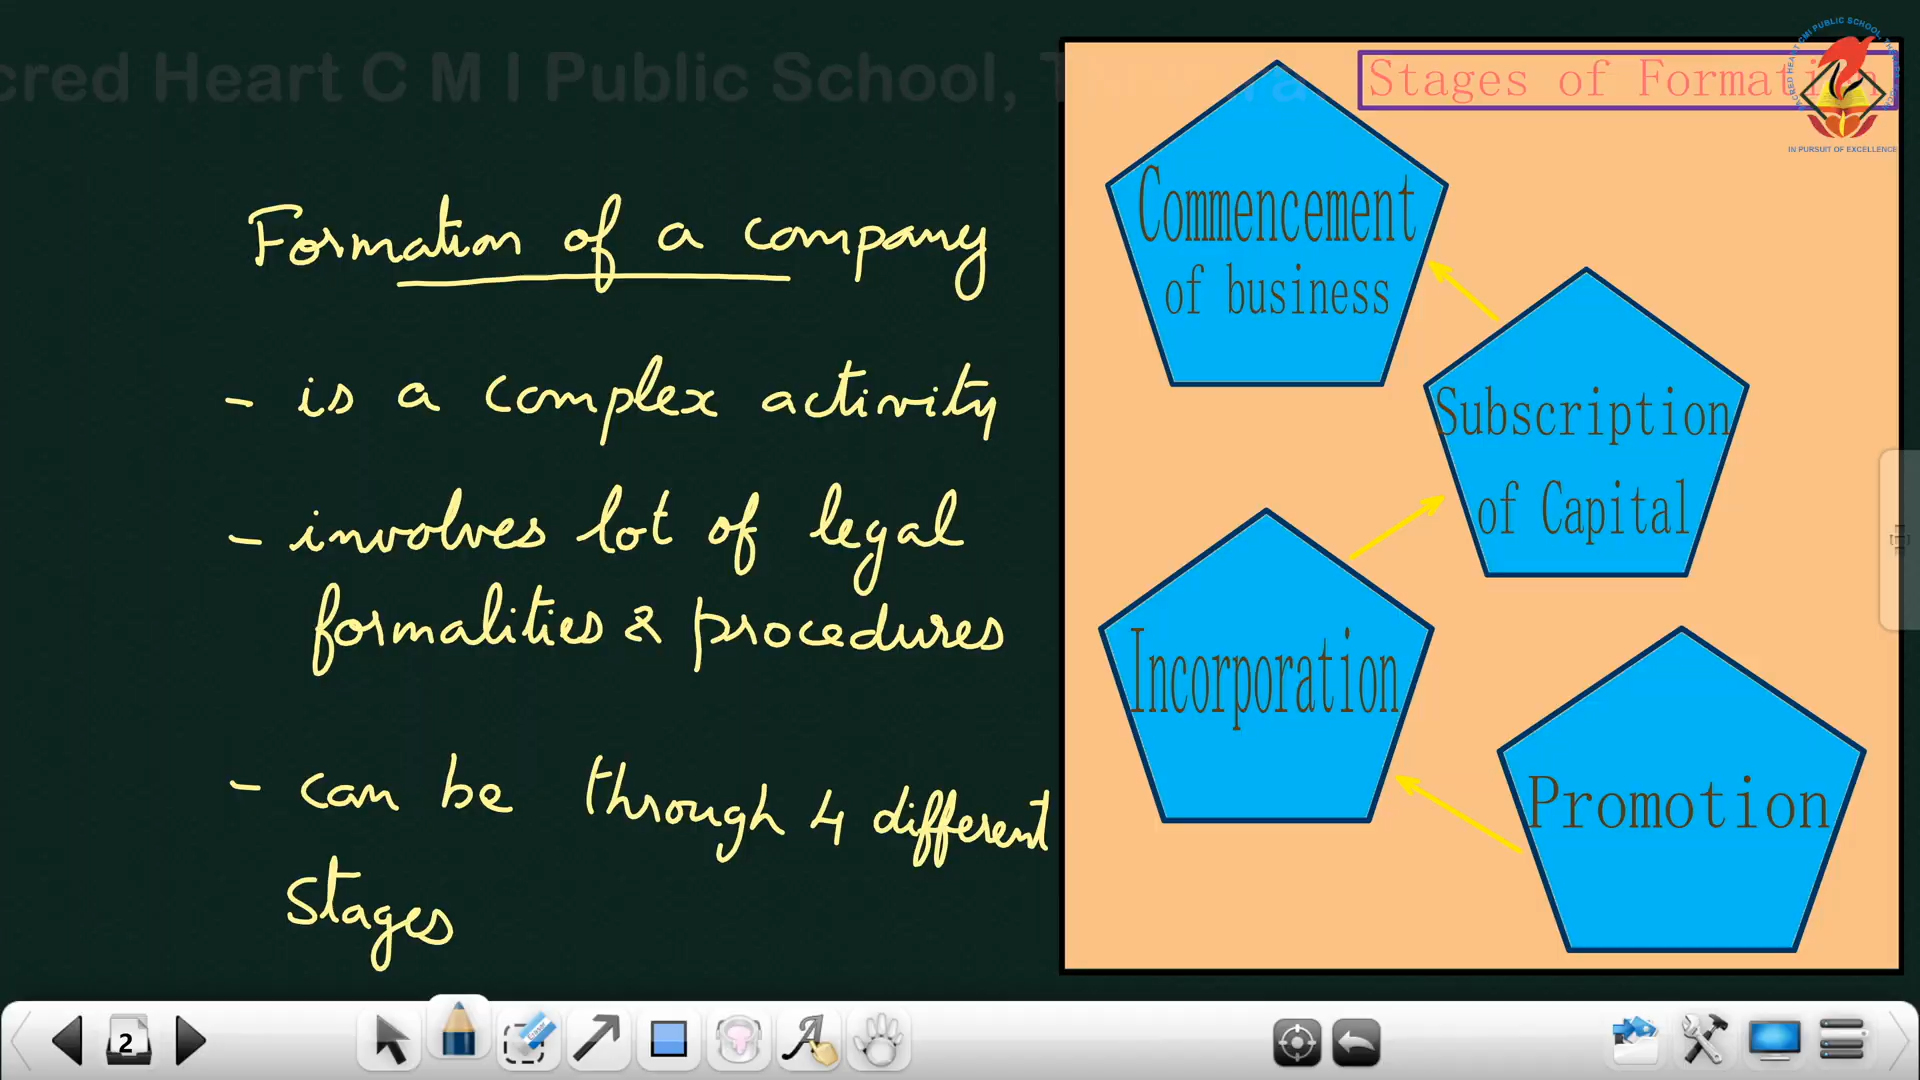 cred Heart C M I Public School, T
Formation of a company
- is a complex activity
- involves lot of legal
formalities & procedures
- can be through 4 different
Stages
Stages of Formation
Commencement
of business
Subscription
of Capital
Incorporation
Promotion
IN PURSUIT OF EXCELLENCE
2